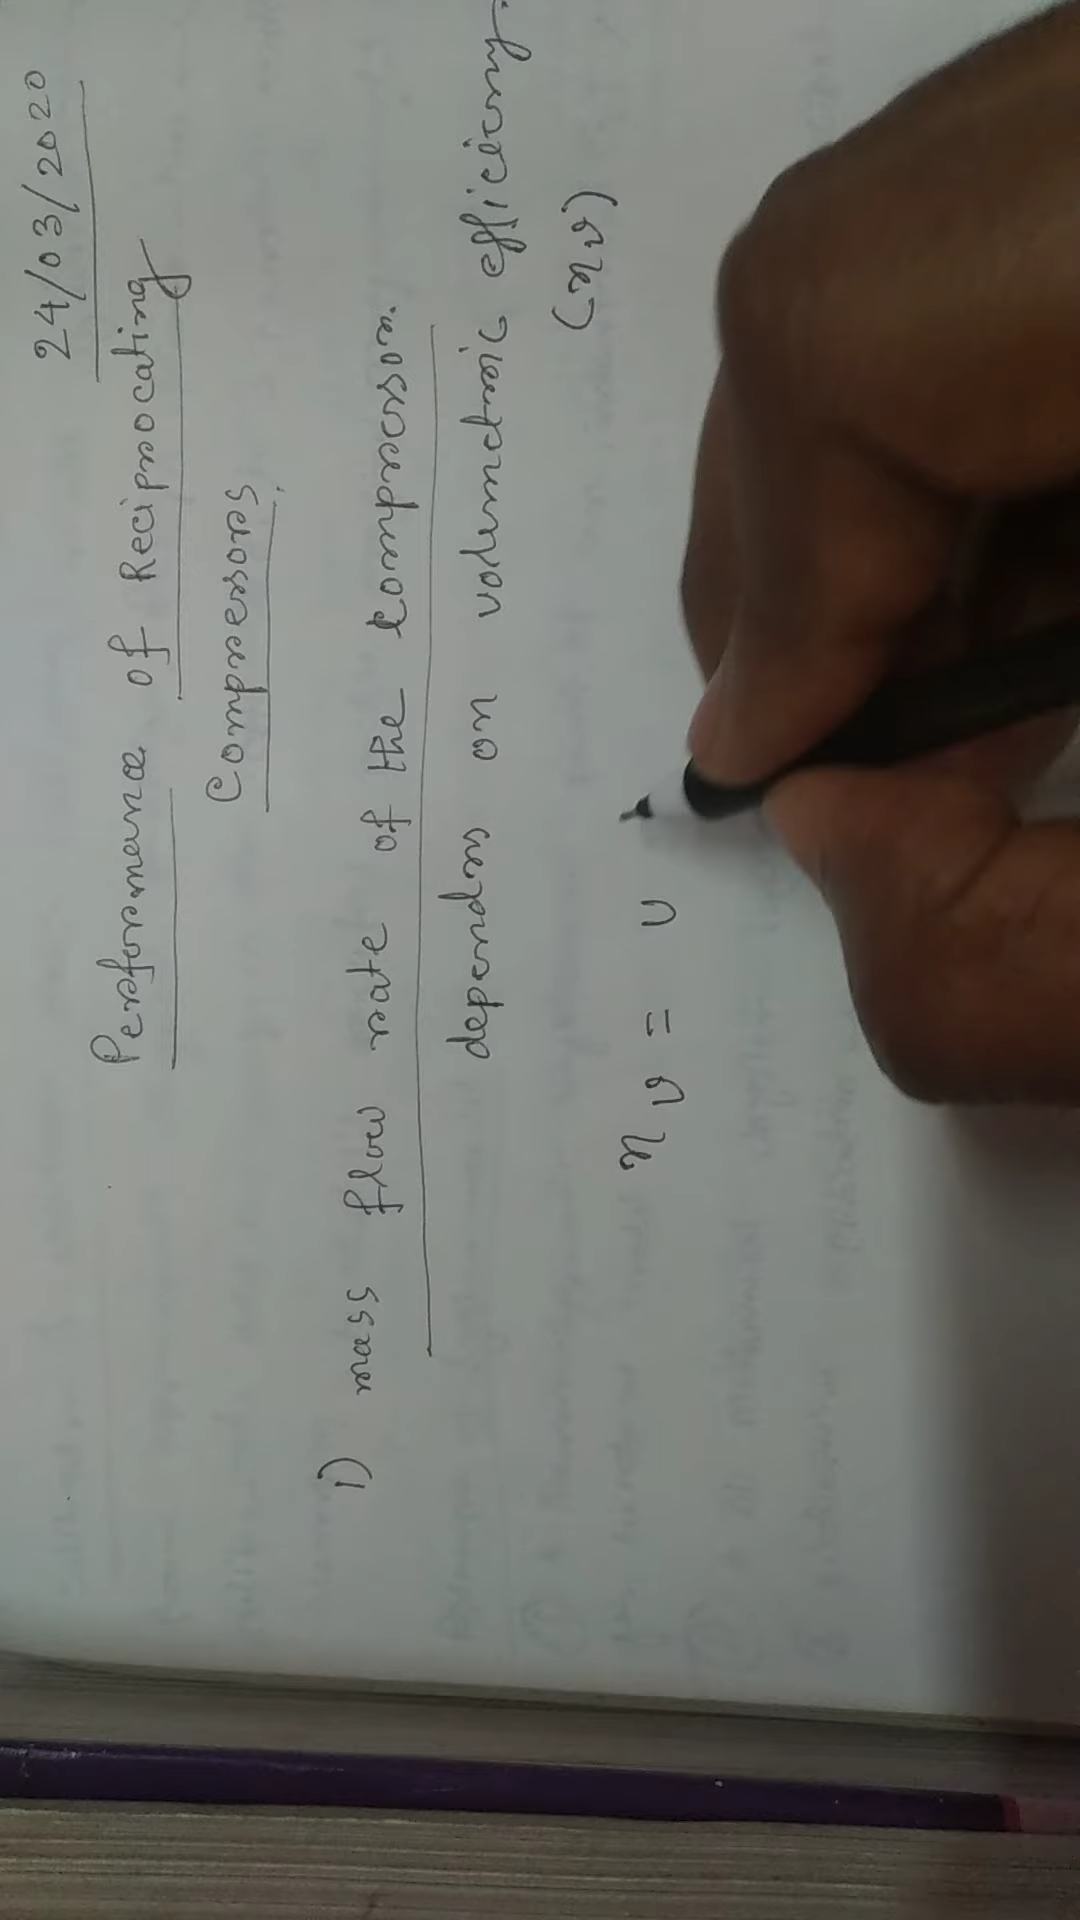 24/03/2020
Performance of Reciprocating
Compressors
1) mass flow rate of the compressor.
depends on volumetric efficiency.
(ηv)
ηv = v